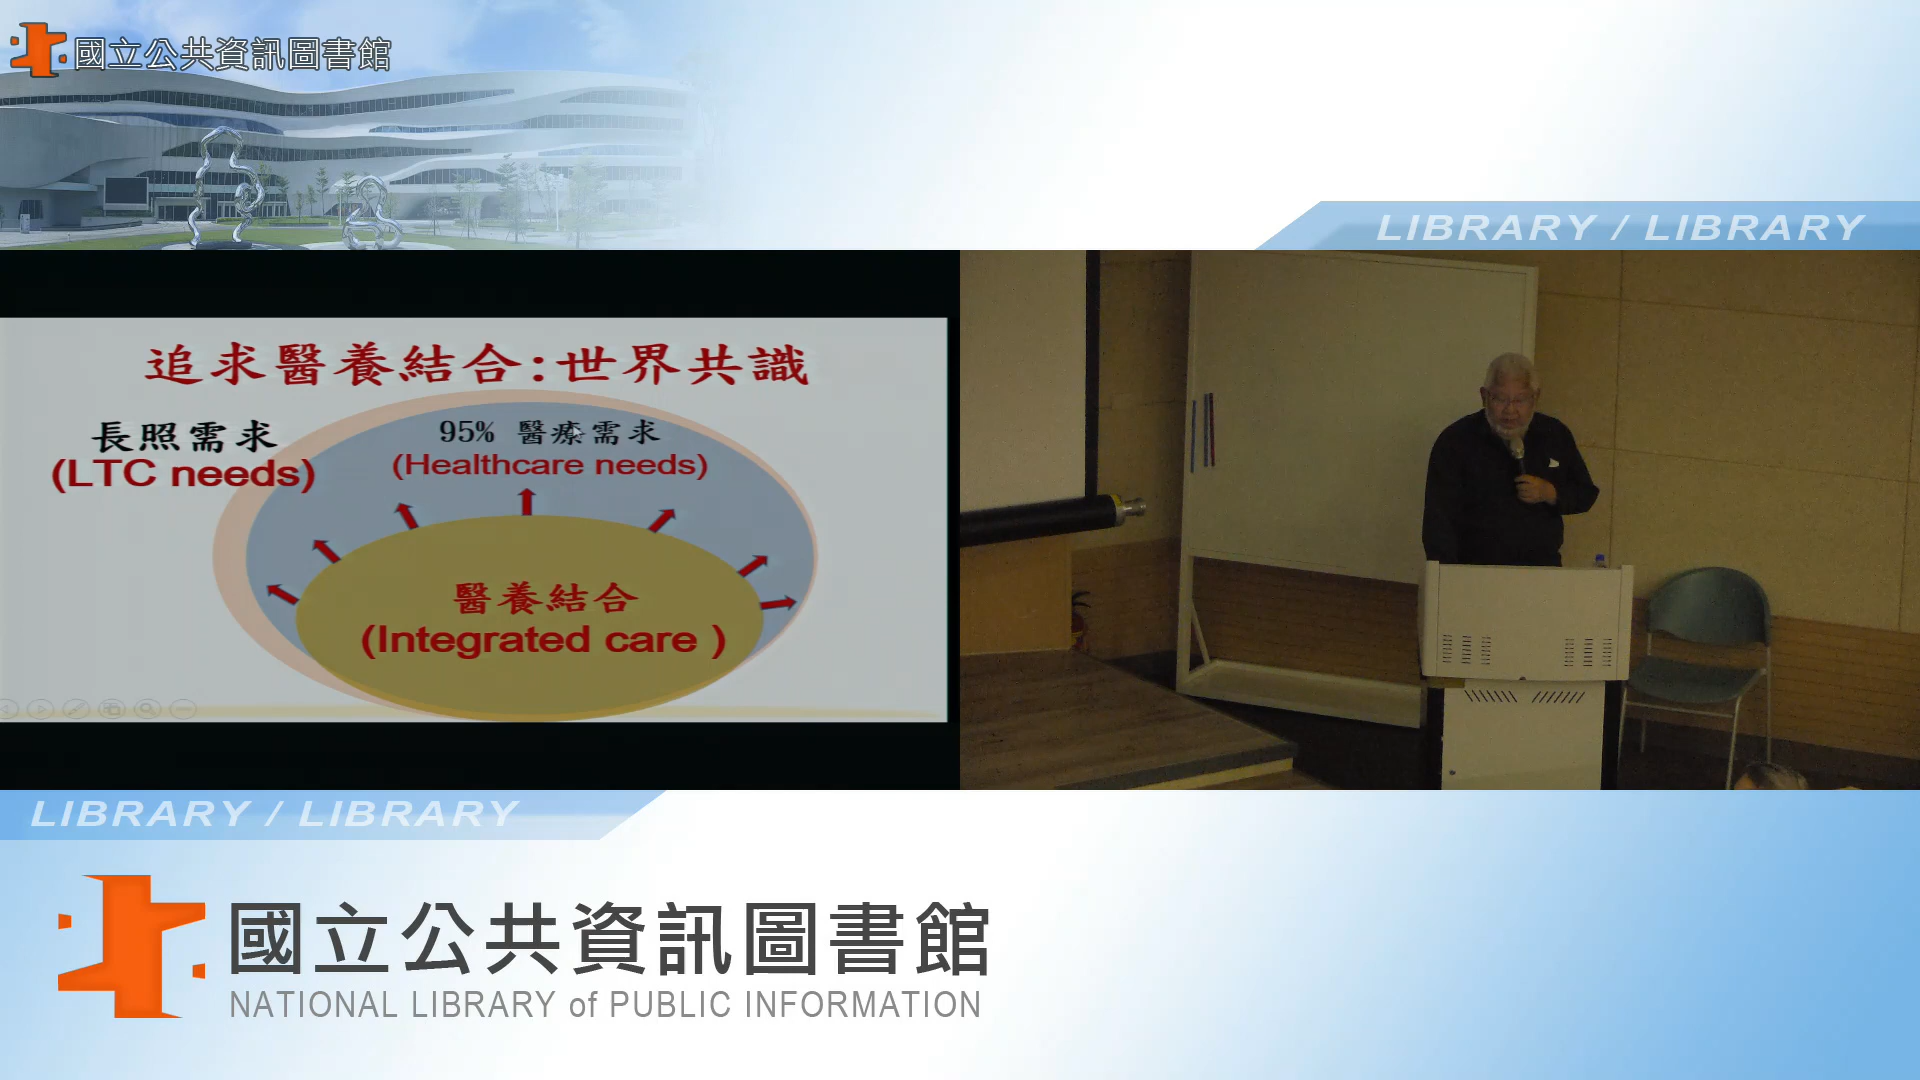 國立公共資訊圖書館
LIBRARY / LIBRARY
追求醫養結合:世界共識
長照需求
(LTC needs)
95% 醫療需求
(Healthcare needs)
醫養結合
(Integrated care )
LIBRARY / LIBRARY
國立公共資訊圖書館
NATIONAL LIBRARY of PUBLIC INFORMATION